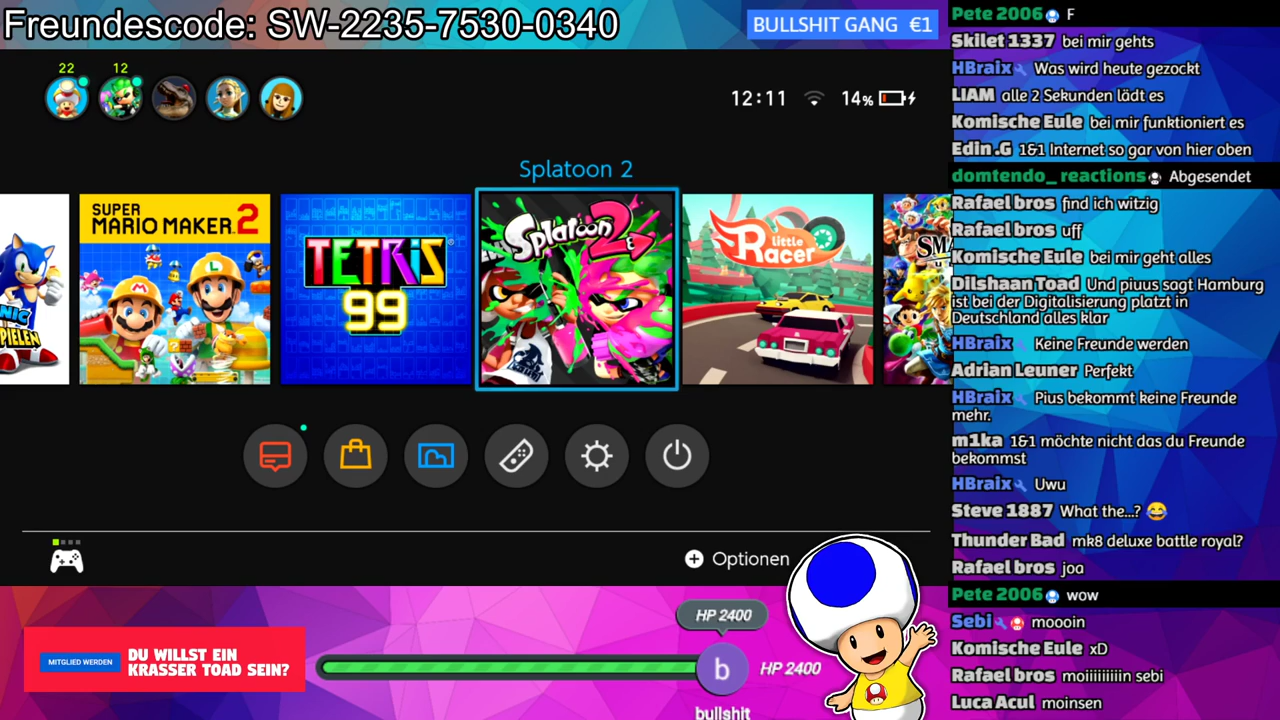 Freundescode: SW-2235-7530-0340
BULLSHIT GANG €1
22
12
12:11
14%
Splatoon 2
NIC
PIELEN
SUPER
MARIO MAKER 2
TETRIS
99
Splatoon 2
little
Racer
SM
Optionen
HP 2400
MITGLIED WERDEN
DU WILLST EIN
KRASSER TOAD SEIN?
b
HP 2400
bullshit
Pete 2006 F
Skilet 1337 bei mir gehts
HBraix Was wird heute gezockt
LIAM alle 2 Sekunden lädt es
Komische Eule bei mir funktioniert es
Edin .G 1&1 Internet so gar von hier oben
domtendo_reactions Abgesendet
Rafael bros find ich witzig
Rafael bros uff
Komische Eule bei mir geht alles
Dilshaan Toad Und piuus sagt Hamburg
ist bei der Digitalisierung platzt in
Deutschland alles klar
HBraix Keine Freunde werden
Adrian Leuner Perfekt
HBraix Pius bekommt keine Freunde
mehr.
m1ka 1&1 möchte nicht das du Freunde
bekommst
HBraix Uwu
Steve 1887 What the...? 😂
Thunder Bad mk8 deluxe battle royal?
Rafael bros joa
Pete 2006 wow
Sebi moooin
Komische Eule xD
Rafael bros moiiiiiiiiin sebi
Luca Acul moinsen